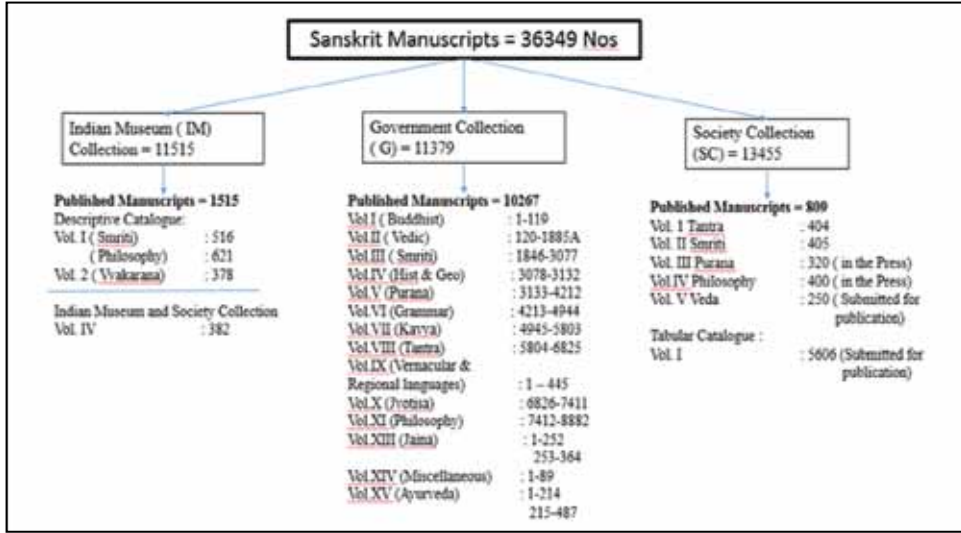 Sanskrit Manuscripts = 36349 Nos
Indian Museum ( IM)
Collection = 11515
Published Manuscripts = 1515
Descriptive Catalogue:
Vol. I ( Smriti) : 516
( Philosophy) : 621
Vol. 2 ( Vyakarana) : 378
Indian Museum and Society Collection
Vol. IV : 382
Government Collection
( G) = 11379
Published Manuscripts = 10267
Vol.I ( Buddhist) : 1-119
Vol.II ( Vedic) : 120-1885A
Vol.III ( Smriti) : 1846-3077
Vol.IV (Hist & Geo) : 3078-3132
Vol.V (Purana) : 3133-4212
Vol.VI (Grammar) : 4213-4944
Vol.VII (Kavya) : 4945-5803
Vol.VIII (Tantra) : 5804-6825
Vol.IX (Vernacular &
Regional languages) : 1 – 445
Vol.X (Jyotisa) : 6826-7411
Vol.XI (Philosophy) : 7412-8882
Vol.XIII (Jaina) : 1-252
253-364
Vol.XIV (Miscellaneous) : 1-89
Vol.XV (Ayurveda) : 1-214
215-487
Society Collection
(SC) = 13455
Published Manuscripts = 809
Vol. I Tantra : 404
Vol. II Smriti : 405
Vol. III Purana : 320 ( in the Press)
Vol.IV Philosophy : 400 ( in the Press)
Vol. V Veda : 250 ( Submitted for
publication)
Tabular Catalogue :
Vol. I : 5606 (Submitted for
publication)